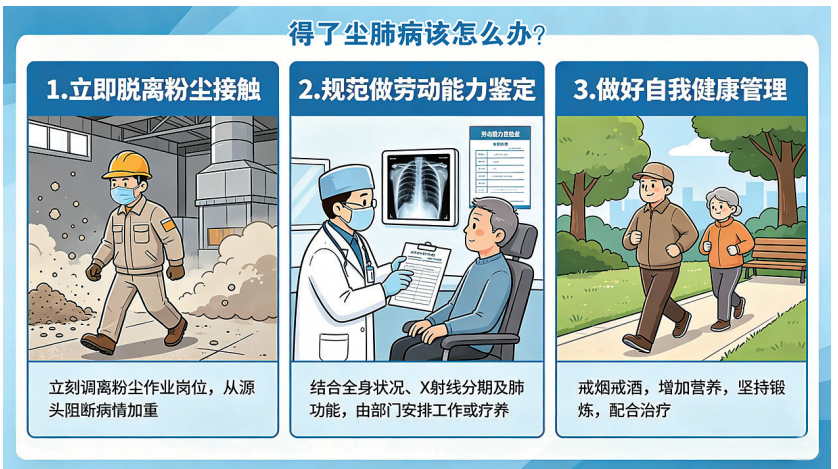 得了尘肺病该怎么办？
1.立即脱离粉尘接触
2.规范做劳动能力鉴定
3.做好自我健康管理
立刻调离粉尘作业岗位，从源
头阻断病情加重
结合全身状况、X射线分期及肺
功能，由部门安排工作或疗养
戒烟戒酒，增加营养，坚持锻
炼，配合治疗